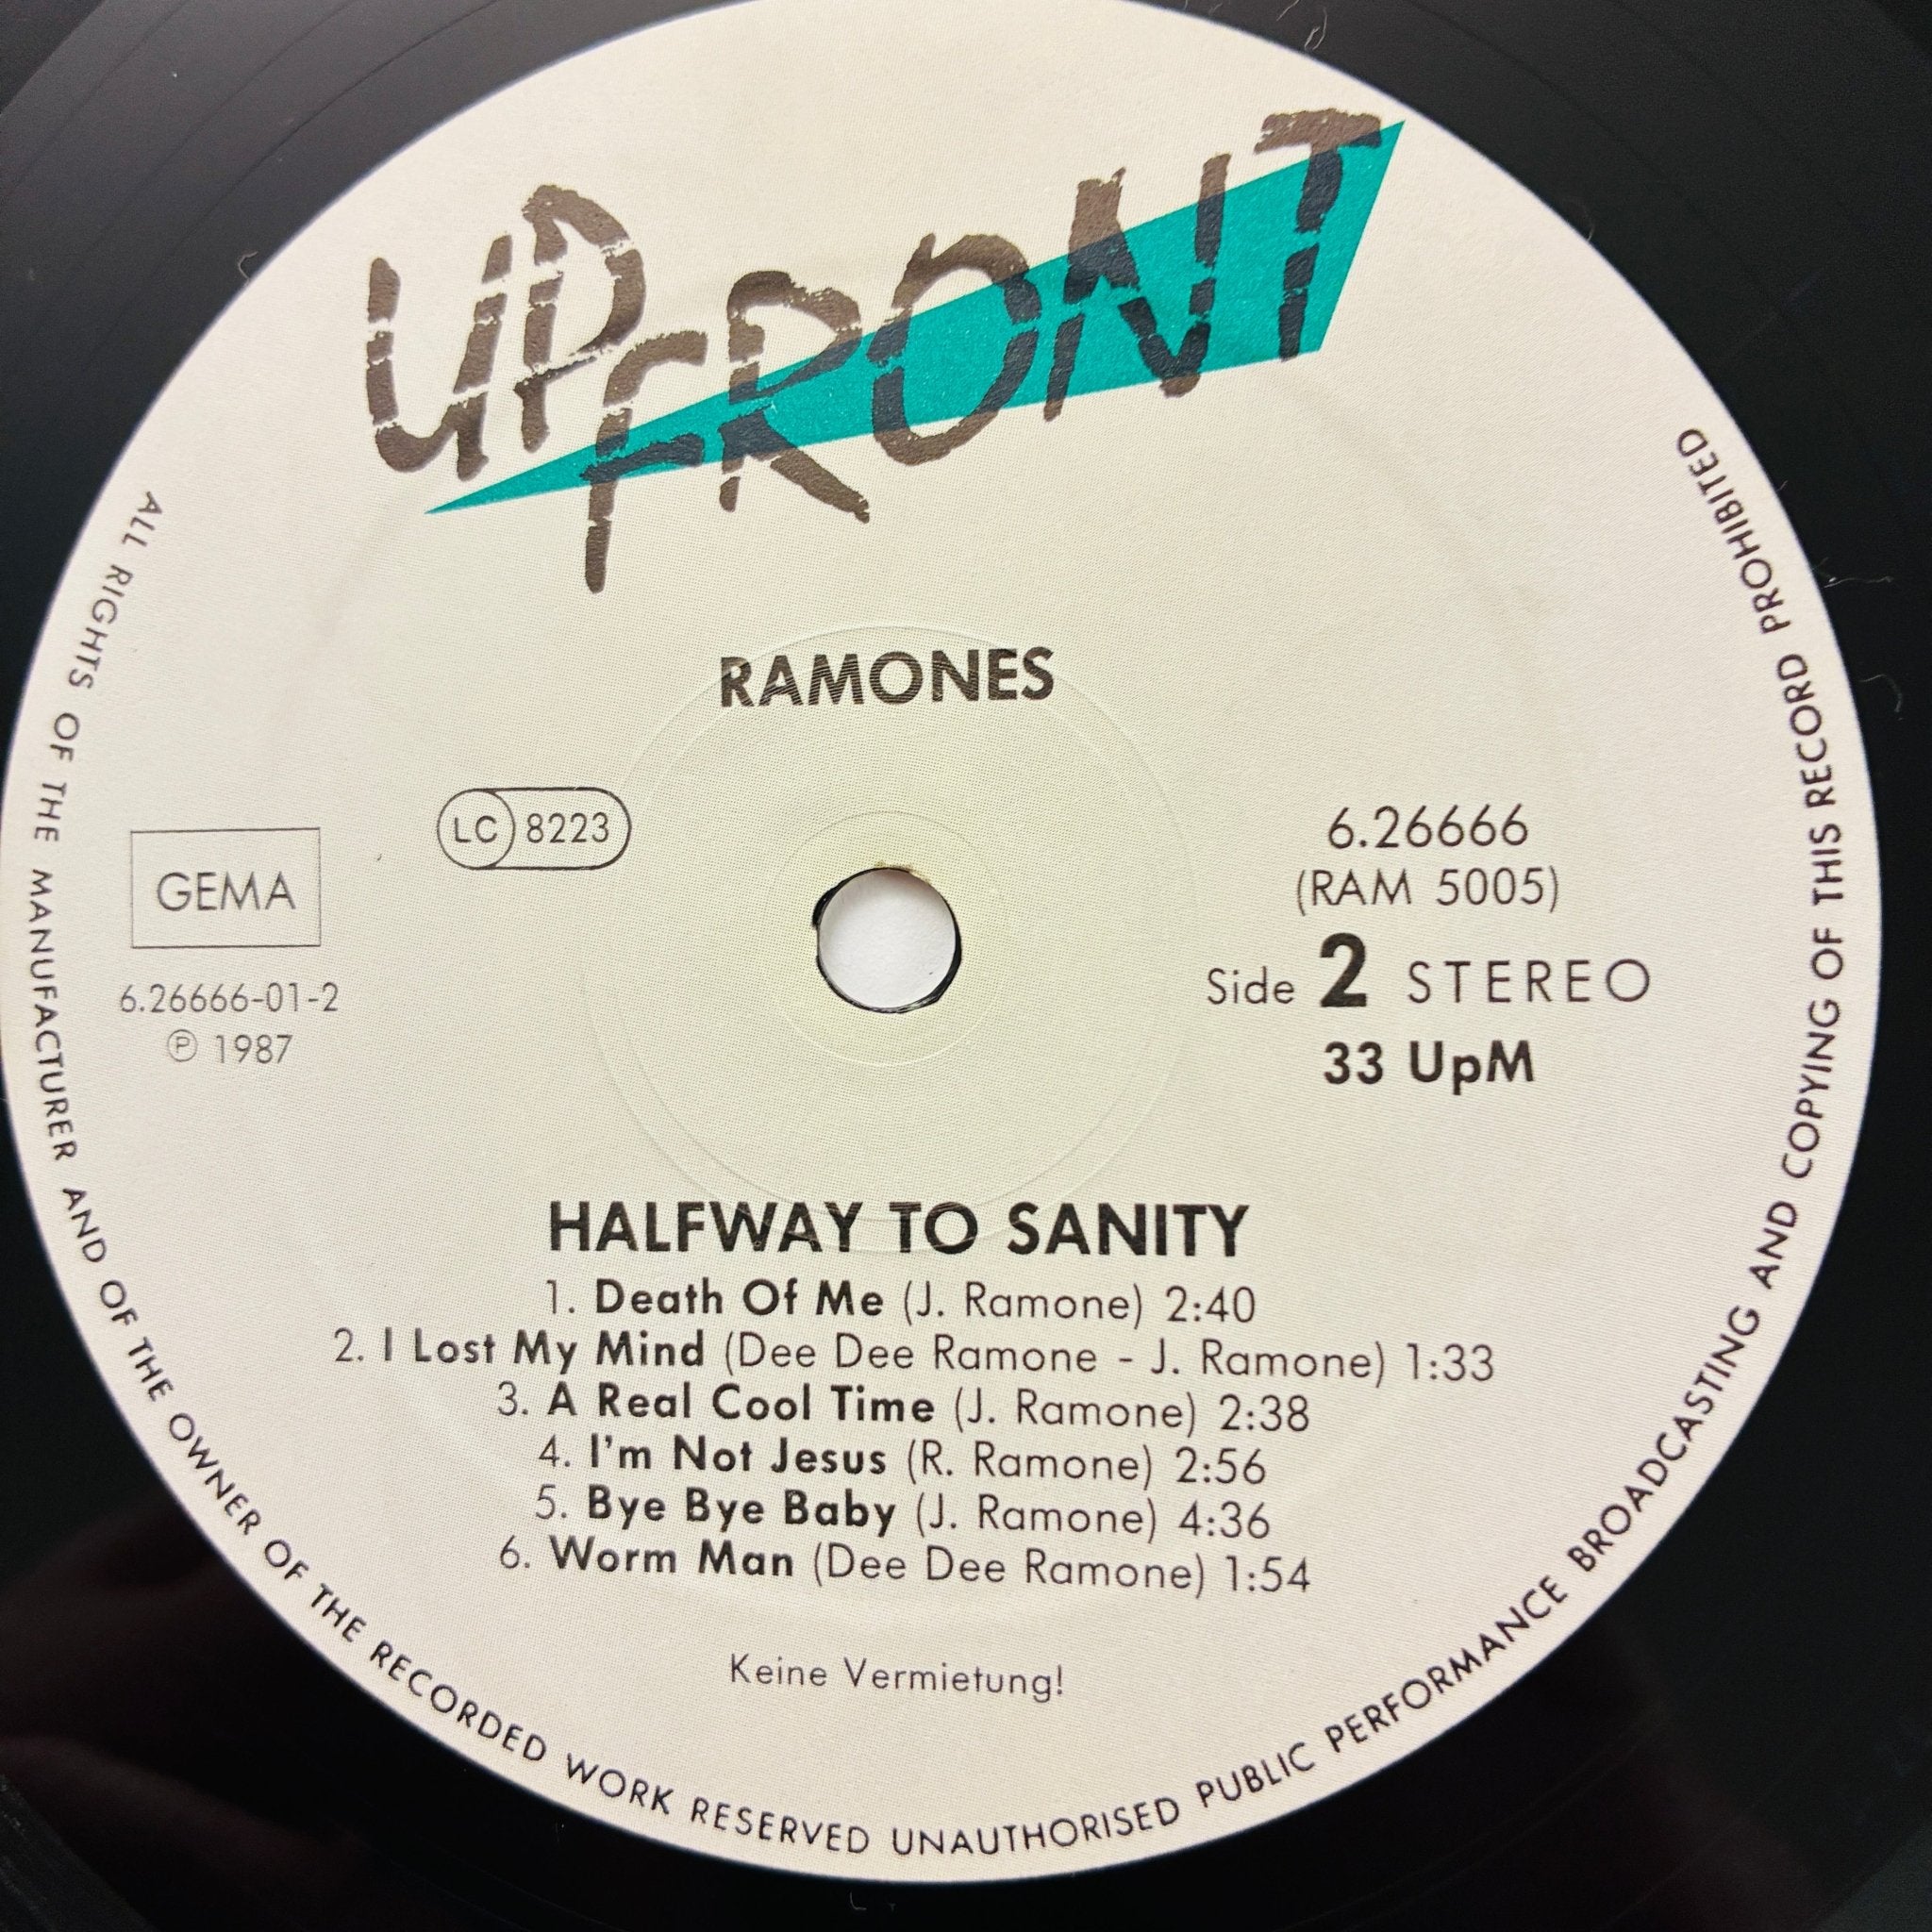 UPFRONT
RAMONES
LC 8223
GEMA
6.26666-01-2
Ⓟ 1987
6.26666
(RAM 5005)
Side 2 STEREO
33 UpM
HALFWAY TO SANITY
1. Death Of Me (J. Ramone) 2:40
2. I Lost My Mind (Dee Dee Ramone - J. Ramone) 1:33
3. A Real Cool Time (J. Ramone) 2:38
4. I'm Not Jesus (R. Ramone) 2:56
5. Bye Bye Baby (J. Ramone) 4:36
6. Worm Man (Dee Dee Ramone) 1:54
Keine Vermietung!
ALL RIGHTS OF THE MANUFACTURER AND OF THE OWNER OF THE RECORDED WORK RESERVED UNAUTHORISED PUBLIC PERFORMANCE BROADCASTING AND COPYING OF THIS RECORD PROHIBITED